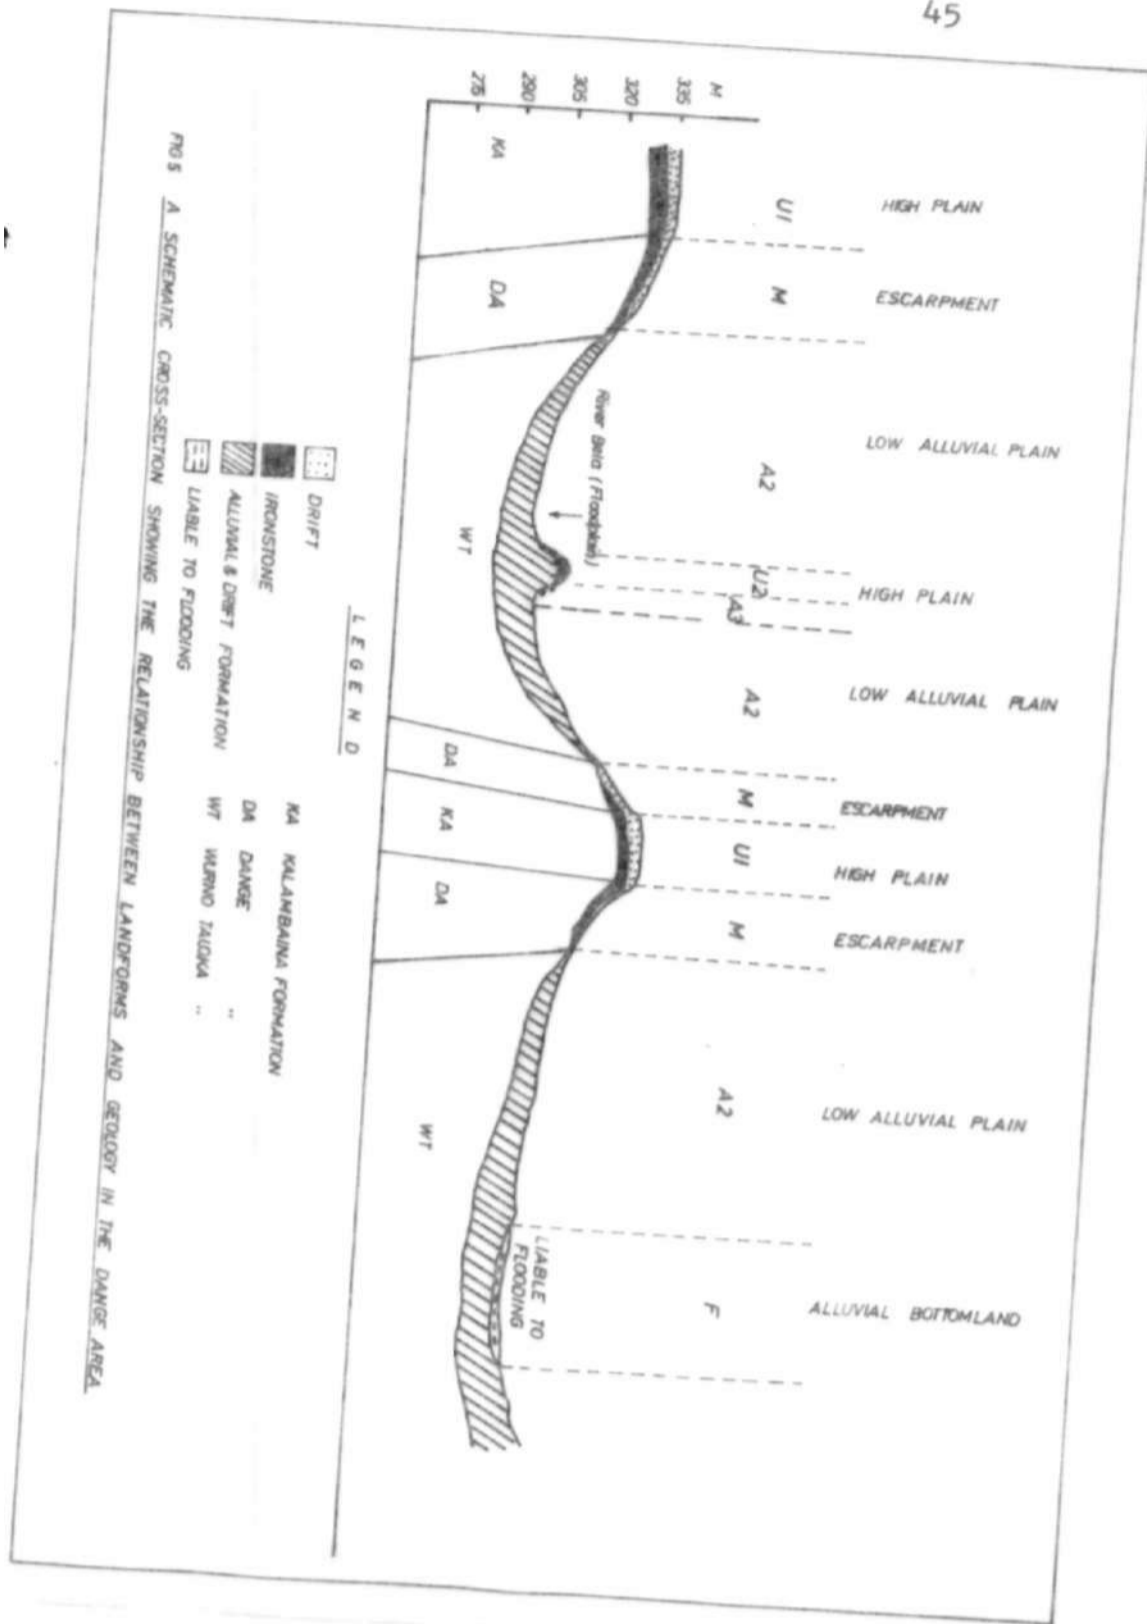 45
HIGH PLAIN
ESCARPMENT
LOW ALLUVIAL PLAIN
HIGH PLAIN
LOW ALLUVIAL PLAIN
ESCARPMENT
HIGH PLAIN
ESCARPMENT
LOW ALLUVIAL PLAIN
ALLUVIAL BOTTOMLAND
U1
M
A2
U2
A3
A2
M
U1
M
A2
F
M
335
320
305
290
275
River Bela (Floodplain)
LIABLE TO
FLOODING
KA
DA
WT
DA
KA
DA
WT
LEGEND
DRIFT
IRONSTONE
ALLUVIAL & DRIFT FORMATION
LIABLE TO FLOODING
KA KALAMBAINA FORMATION
DA DANGE "
WT WURNO TALOKA "
FIG 5 A SCHEMATIC CROSS-SECTION SHOWING THE RELATIONSHIP BETWEEN LANDFORMS AND GEOLOGY IN THE DANGE AREA